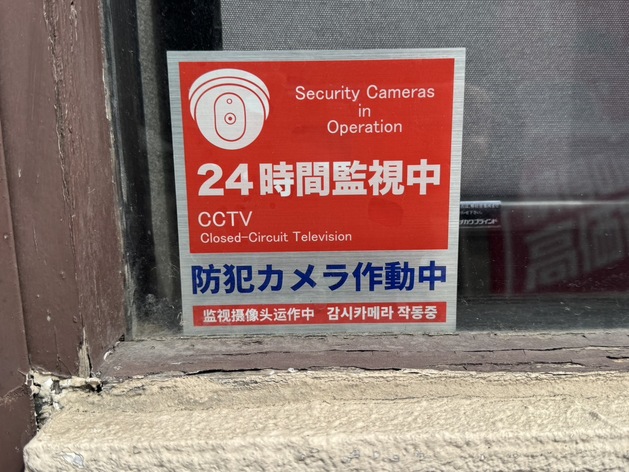 Security Cameras
in
Operation
24時間監視中
CCTV
Closed-Circuit Television
防犯カメラ作動中
监视摄像头运作中 감시카메라 작동중
高価